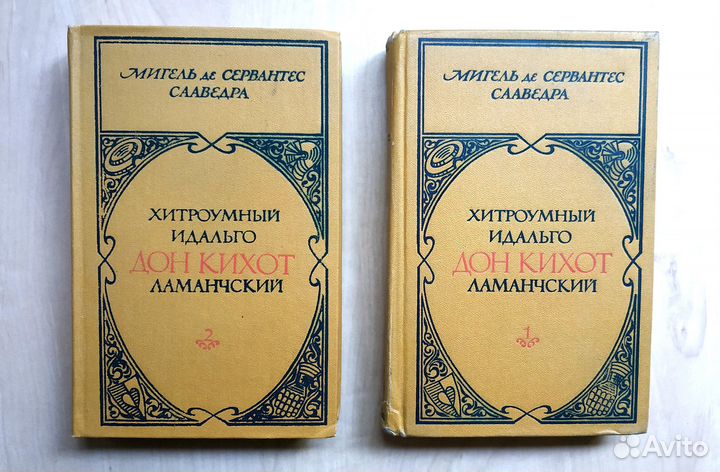 МИГЕЛЬ де СЕРВАНТЕС
СААВЕДРА
ХИТРОУМНЫЙ
ИДАЛЬГО
ДОН КИХОТ
ЛАМАНЧСКИЙ
2
МИГЕЛЬ де СЕРВАНТЕС
СААВЕДРА
ХИТРОУМНЫЙ
ИДАЛЬГО
ДОН КИХОТ
ЛАМАНЧСКИЙ
1
Avito